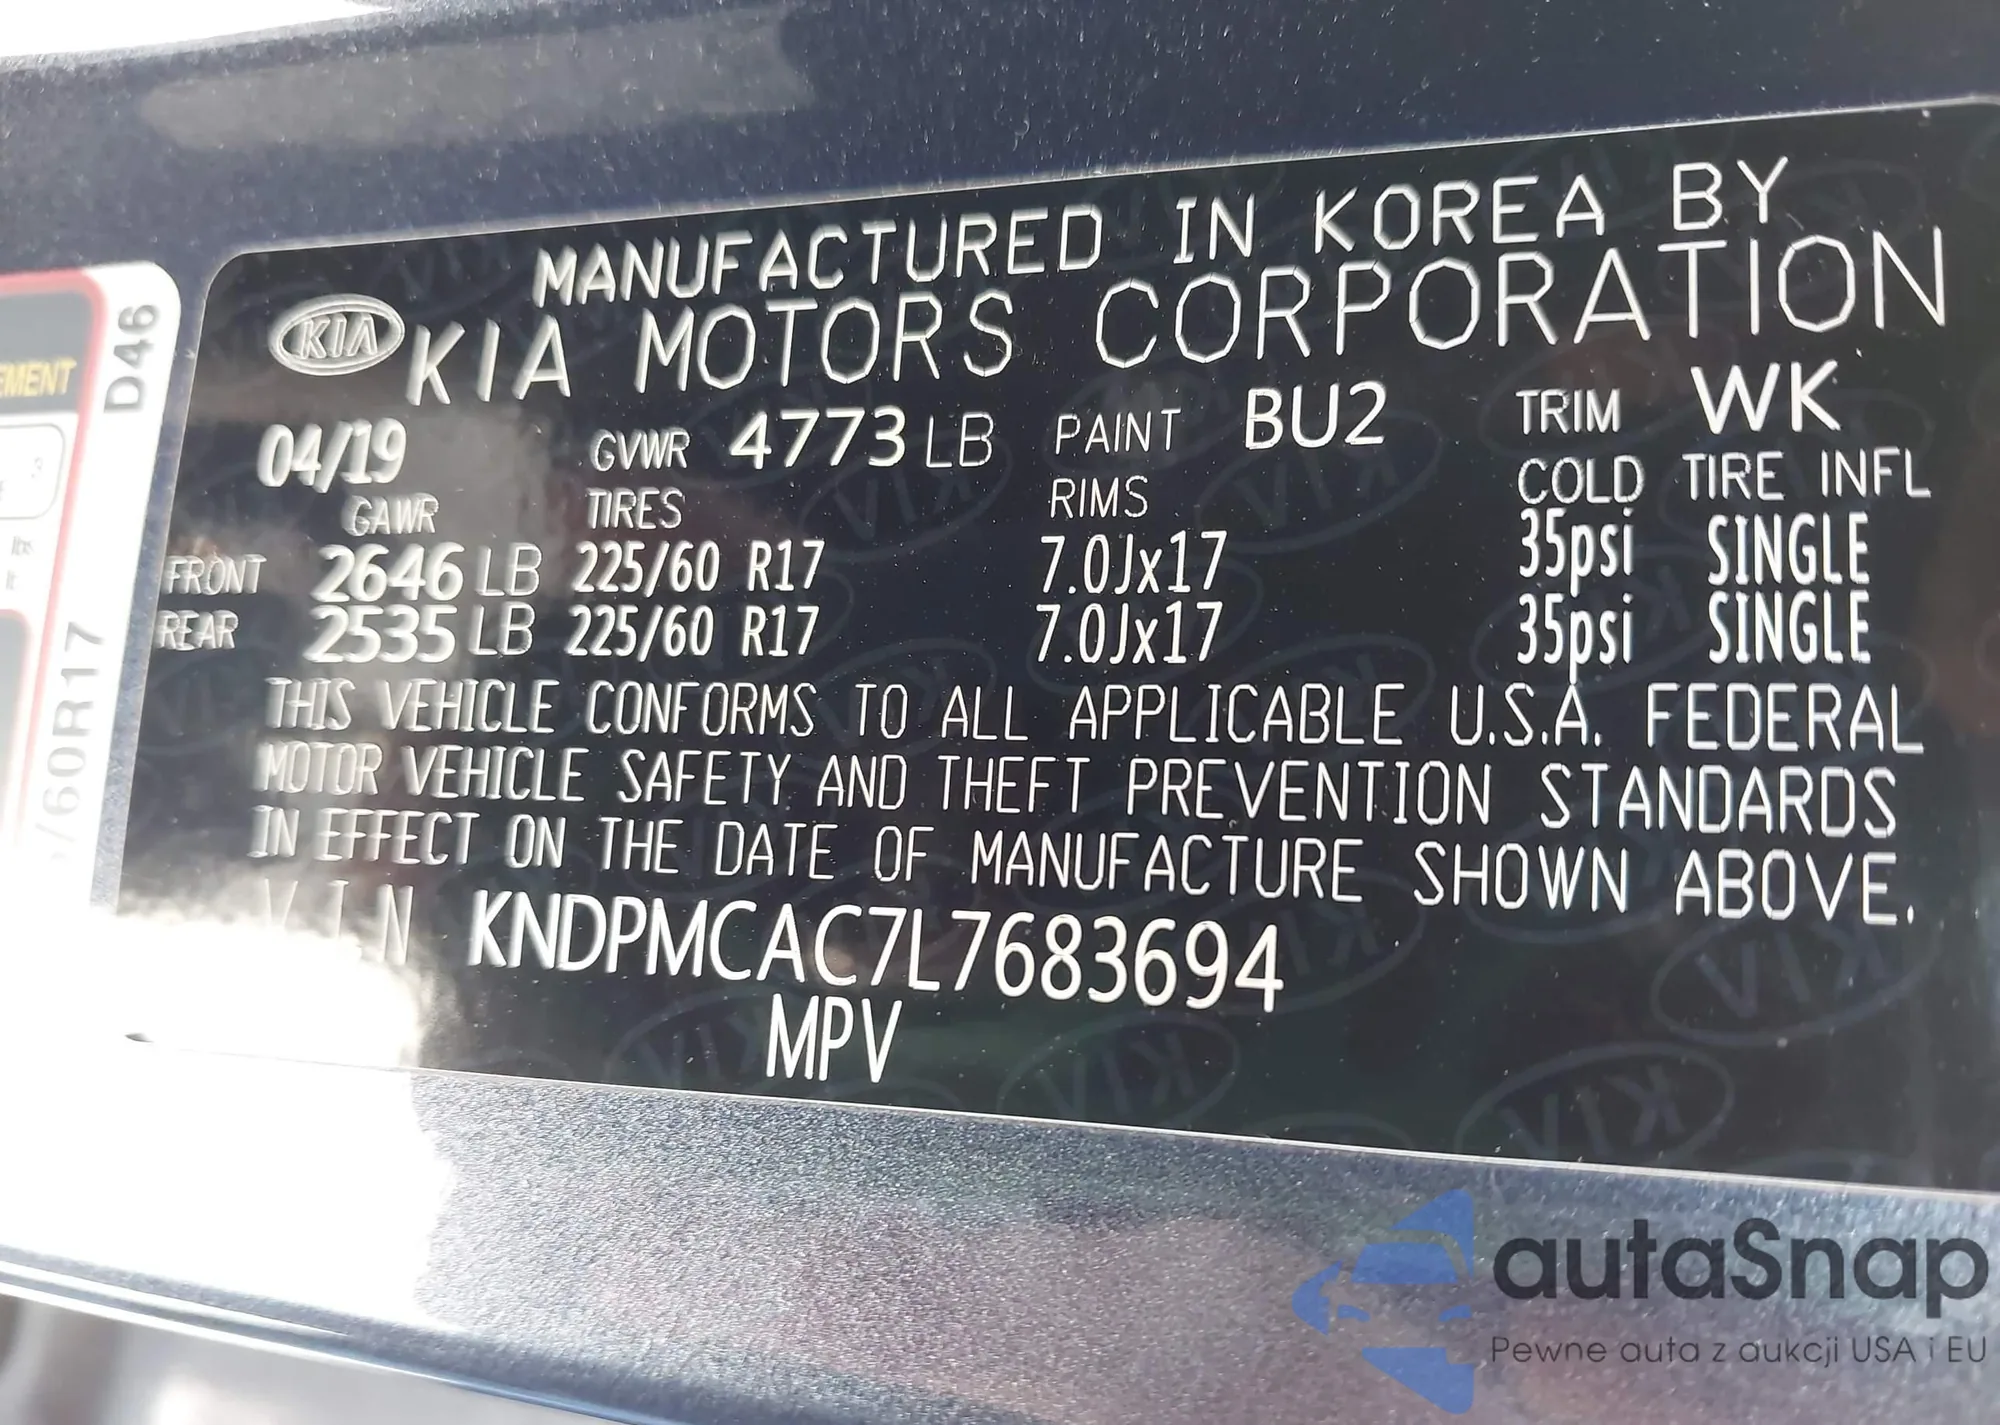 MANUFACTURED IN KOREA BY
KIA KIA MOTORS CORPORATION
04/19 GVWR 4773 LB PAINT BU2 TRIM WK
GAWR TIRES RIMS COLD TIRE INFL
FRONT 2646 LB 225/60 R17 7.0Jx17 35psi SINGLE
REAR 2535 LB 225/60 R17 7.0Jx17 35psi SINGLE
THIS VEHICLE CONFORMS TO ALL APPLICABLE U.S.A. FEDERAL
MOTOR VEHICLE SAFETY AND THEFT PREVENTION STANDARDS
IN EFFECT ON THE DATE OF MANUFACTURE SHOWN ABOVE.
VIN KNDPMCAC7L7683694
MPV
D46
/60R17
autaSnap
Pewne auta z aukcji USA i EU